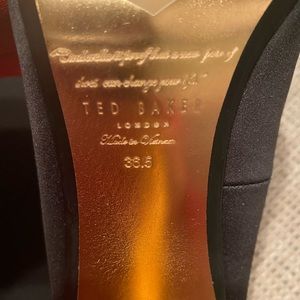 "Cinderella is proof that a new pair of
shoes can change your life"
TED BAKER
LONDON
Made in Vietnam
38.5